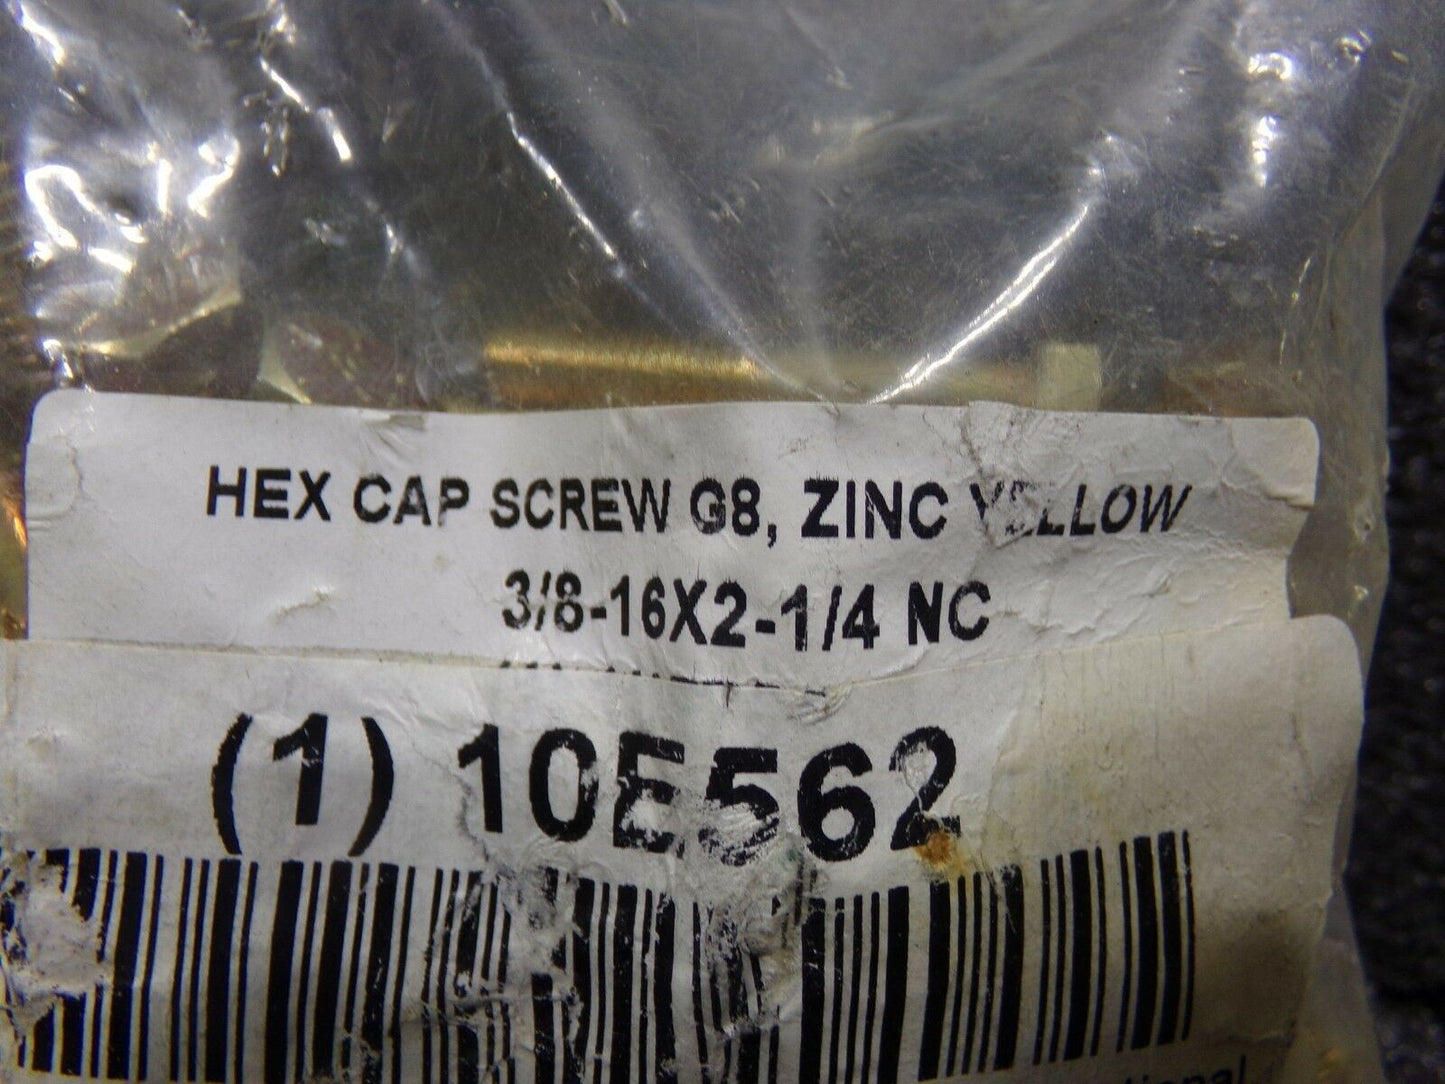 HEX CAP SCREW G8, ZINC YELLOW
3/8-16X2-1/4 NC
(1) 10E562